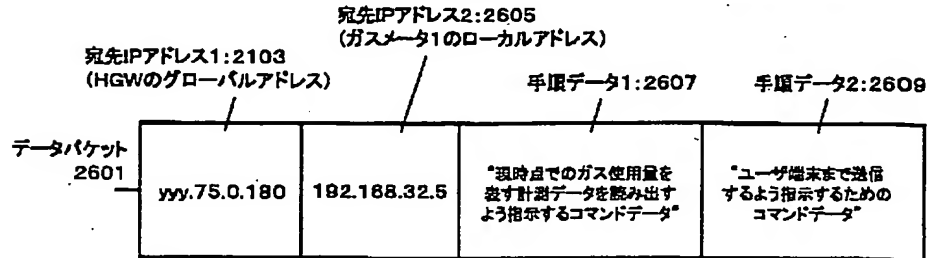 宛先IPアドレス2:2605
(ガスメータ1のローカルアドレス)
宛先IPアドレス1:2103
(HGWのグローバルアドレス)
手順データ1:2607
手順データ2:2609
データパケット
2601
yyy.75.0.180
192.168.32.5
"現時点でのガス使用量を
表す計測データを読み出す
よう指示するコマンドデータ"
"ユーザ端末まで送信
するよう指示するための
コマンドデータ"